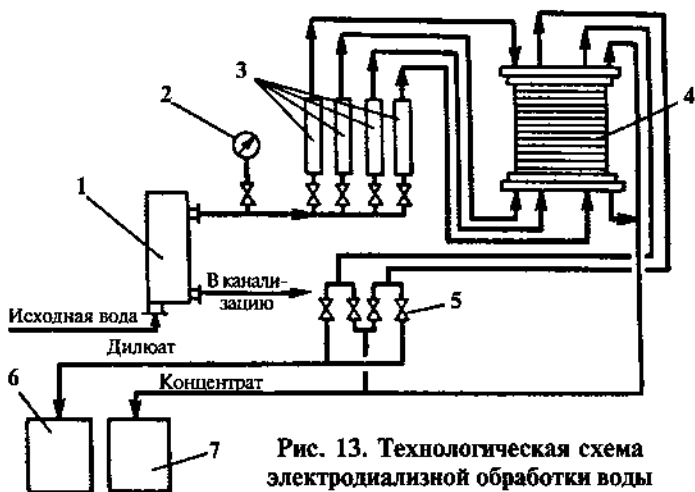 3
2
4
1
В канали-
зацию
5
Исходная вода
Дилюат
6
Концентрат
7
Рис. 13. Технологическая схема
электродиализной обработки воды